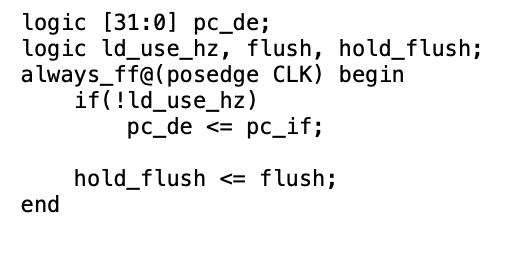 logic [31:0] pc_de;
logic ld_use_hz, flush, hold_flush;
always_ff@(posedge CLK) begin
    if(!ld_use_hz)
        pc_de <= pc_if;

    hold_flush <= flush;
end